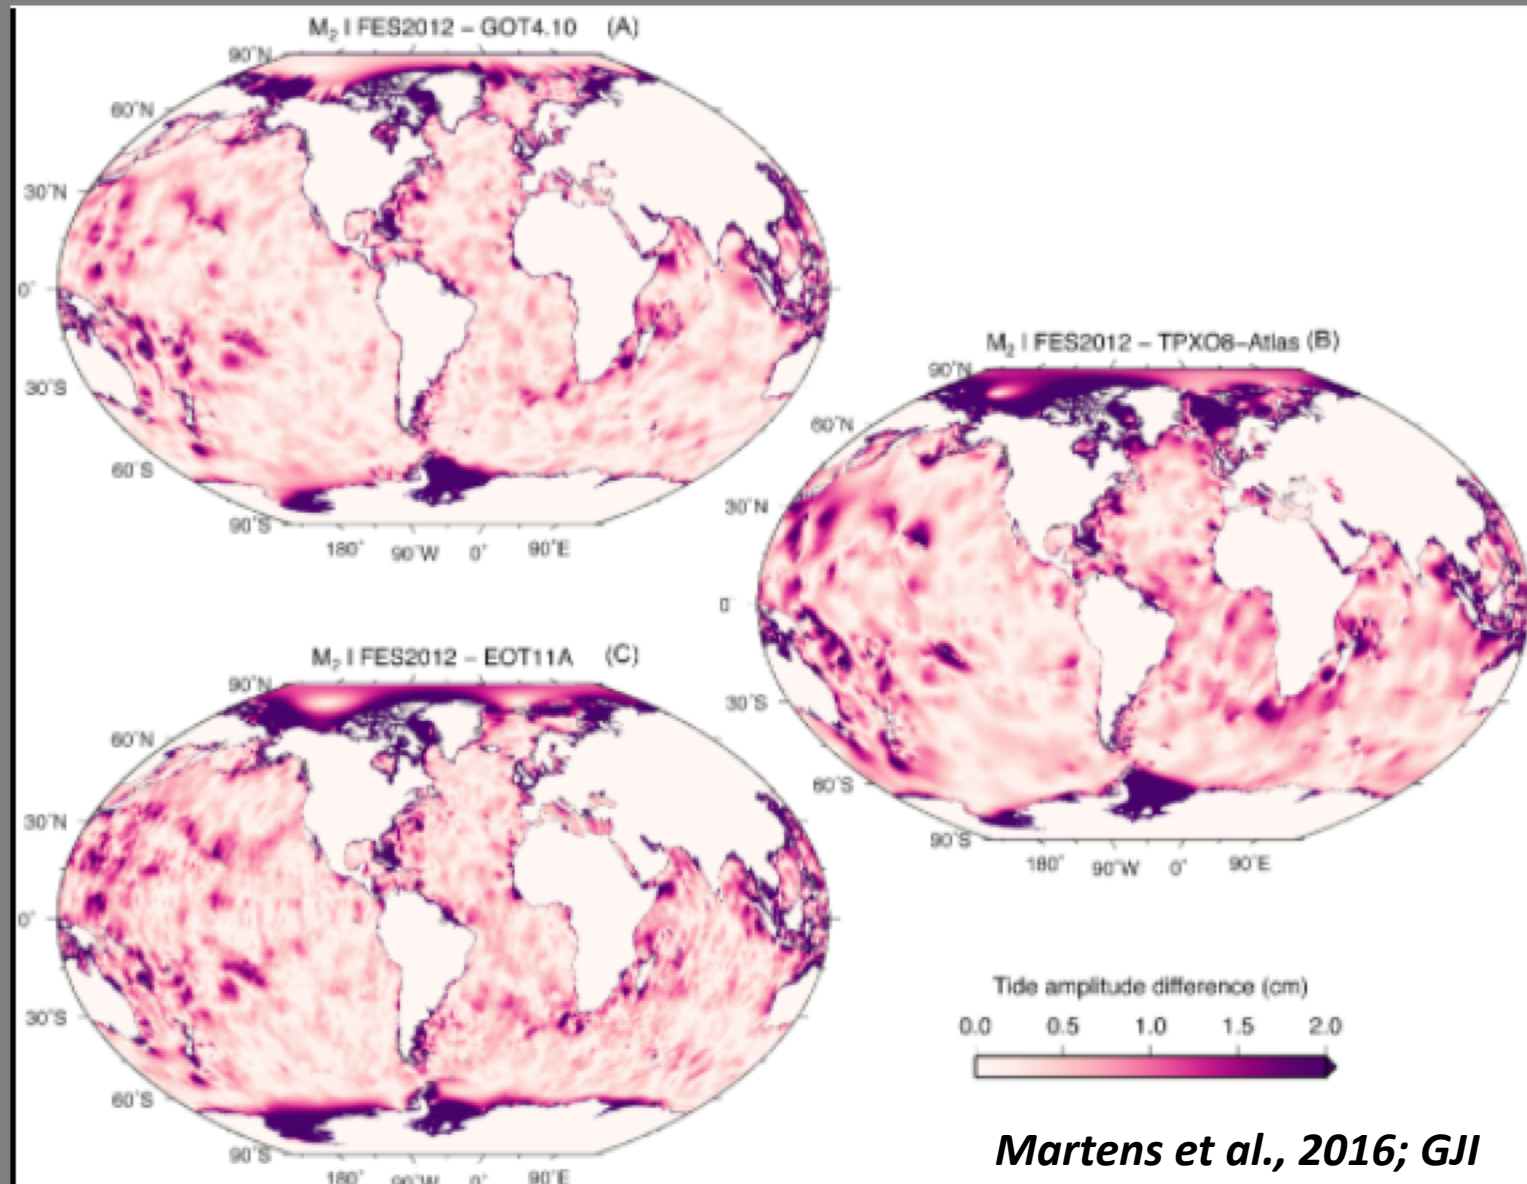 M₂ | FES2012 – GOT4.10 (A)
90°N
60°N
30°N
0°
30°S
60°S
90°S
180° 90°W 0° 90°E
M₂ | FES2012 – TPXO8–Atlas (B)
90°N
60°N
30°N
0°
30°S
60°S
90°S
180° 90°W 0° 90°E
M₂ | FES2012 – EOT11A (C)
90°N
60°N
30°N
0°
30°S
60°S
90°S
180° 90°W 0° 90°E
Tide amplitude difference (cm)
0.0 0.5 1.0 1.5 2.0
Martens et al., 2016; GJI